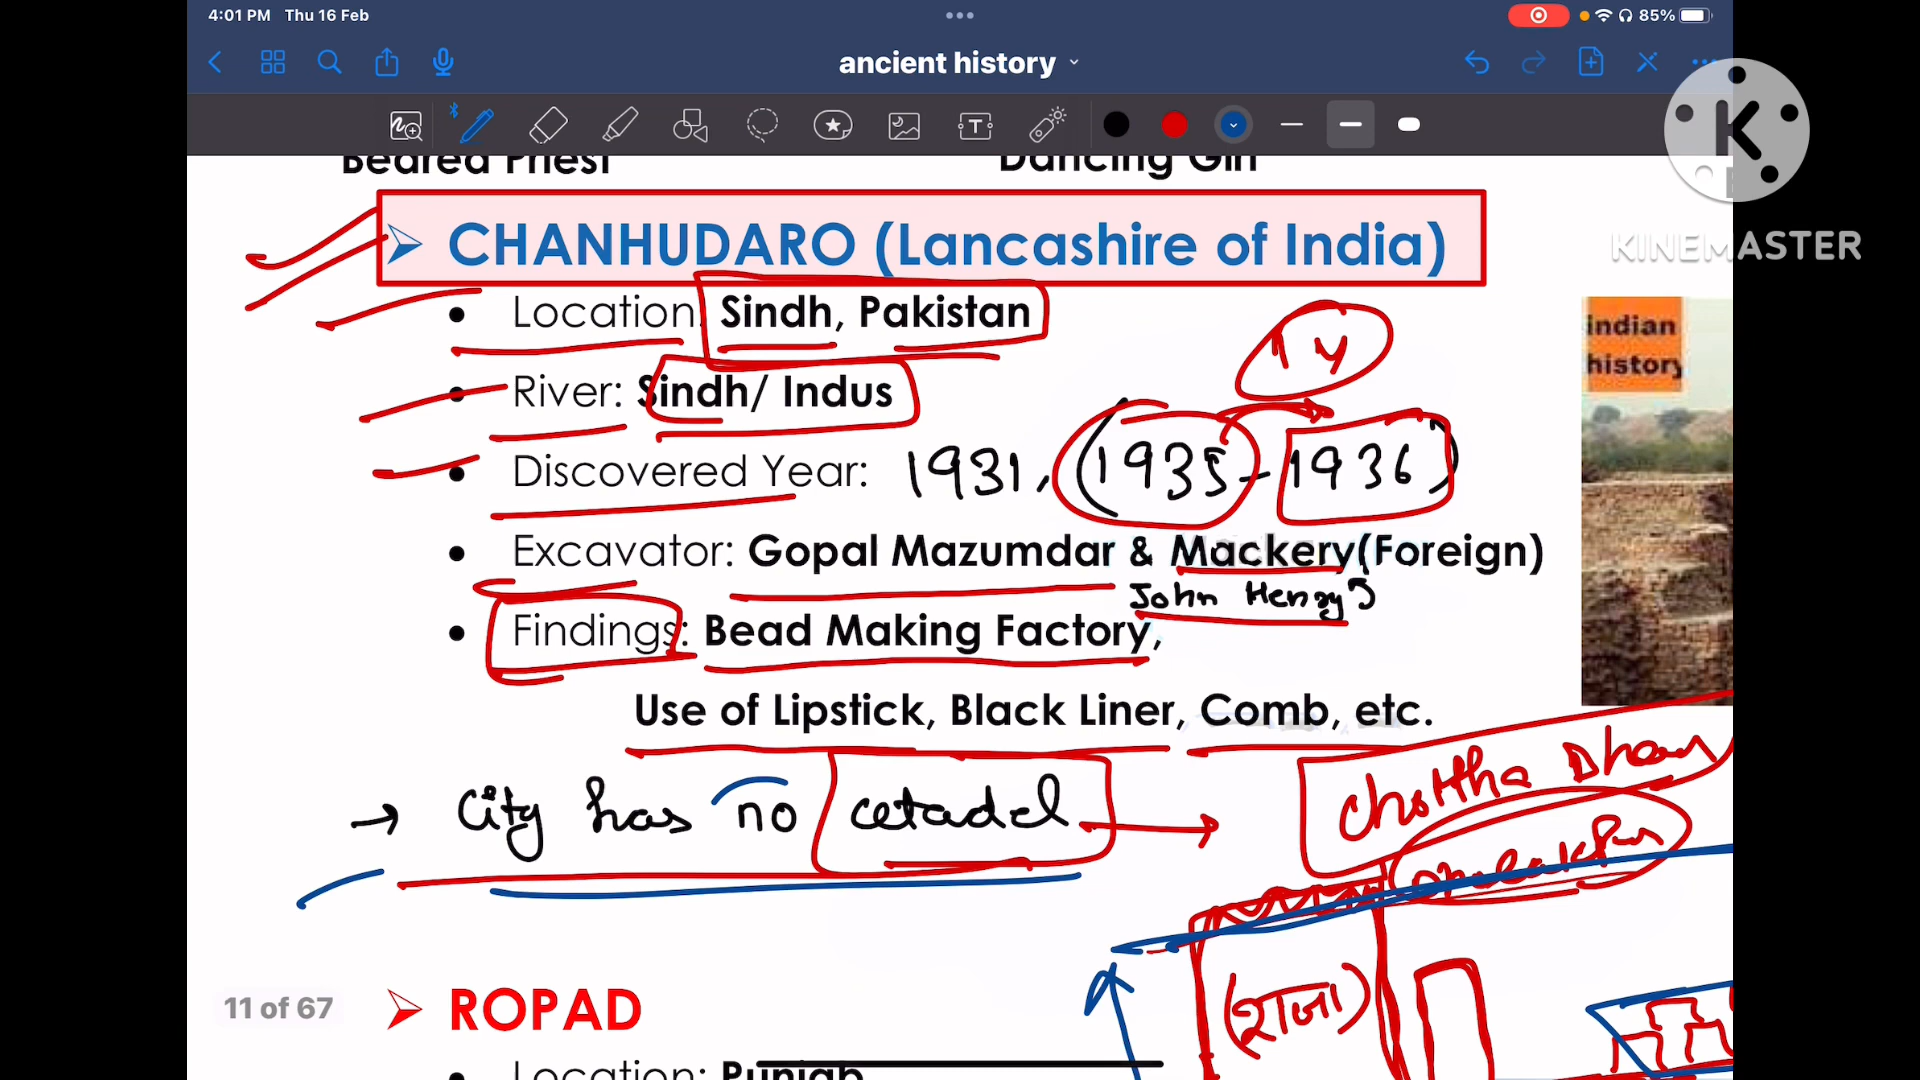 4:01 PM Thu 16 Feb
85%
ancient history
K
KINEMASTER
Beared Priest
Dancing Girl
CHANHUDARO (Lancashire of India)
• Location: Sindh, Pakistan
1 y
indian
history
• River: Sindh/ Indus
• Discovered Year: 1931, (1935-1936)
• Excavator: Gopal Mazumdar & Mackery(Foreign)
John Henry
• Findings: Bead Making Factory,
Use of Lipstick, Black Liner, Comb, etc.
→ City has no cetadel →
(राजा)
11 of 67
ROPAD
• Location: Punjab